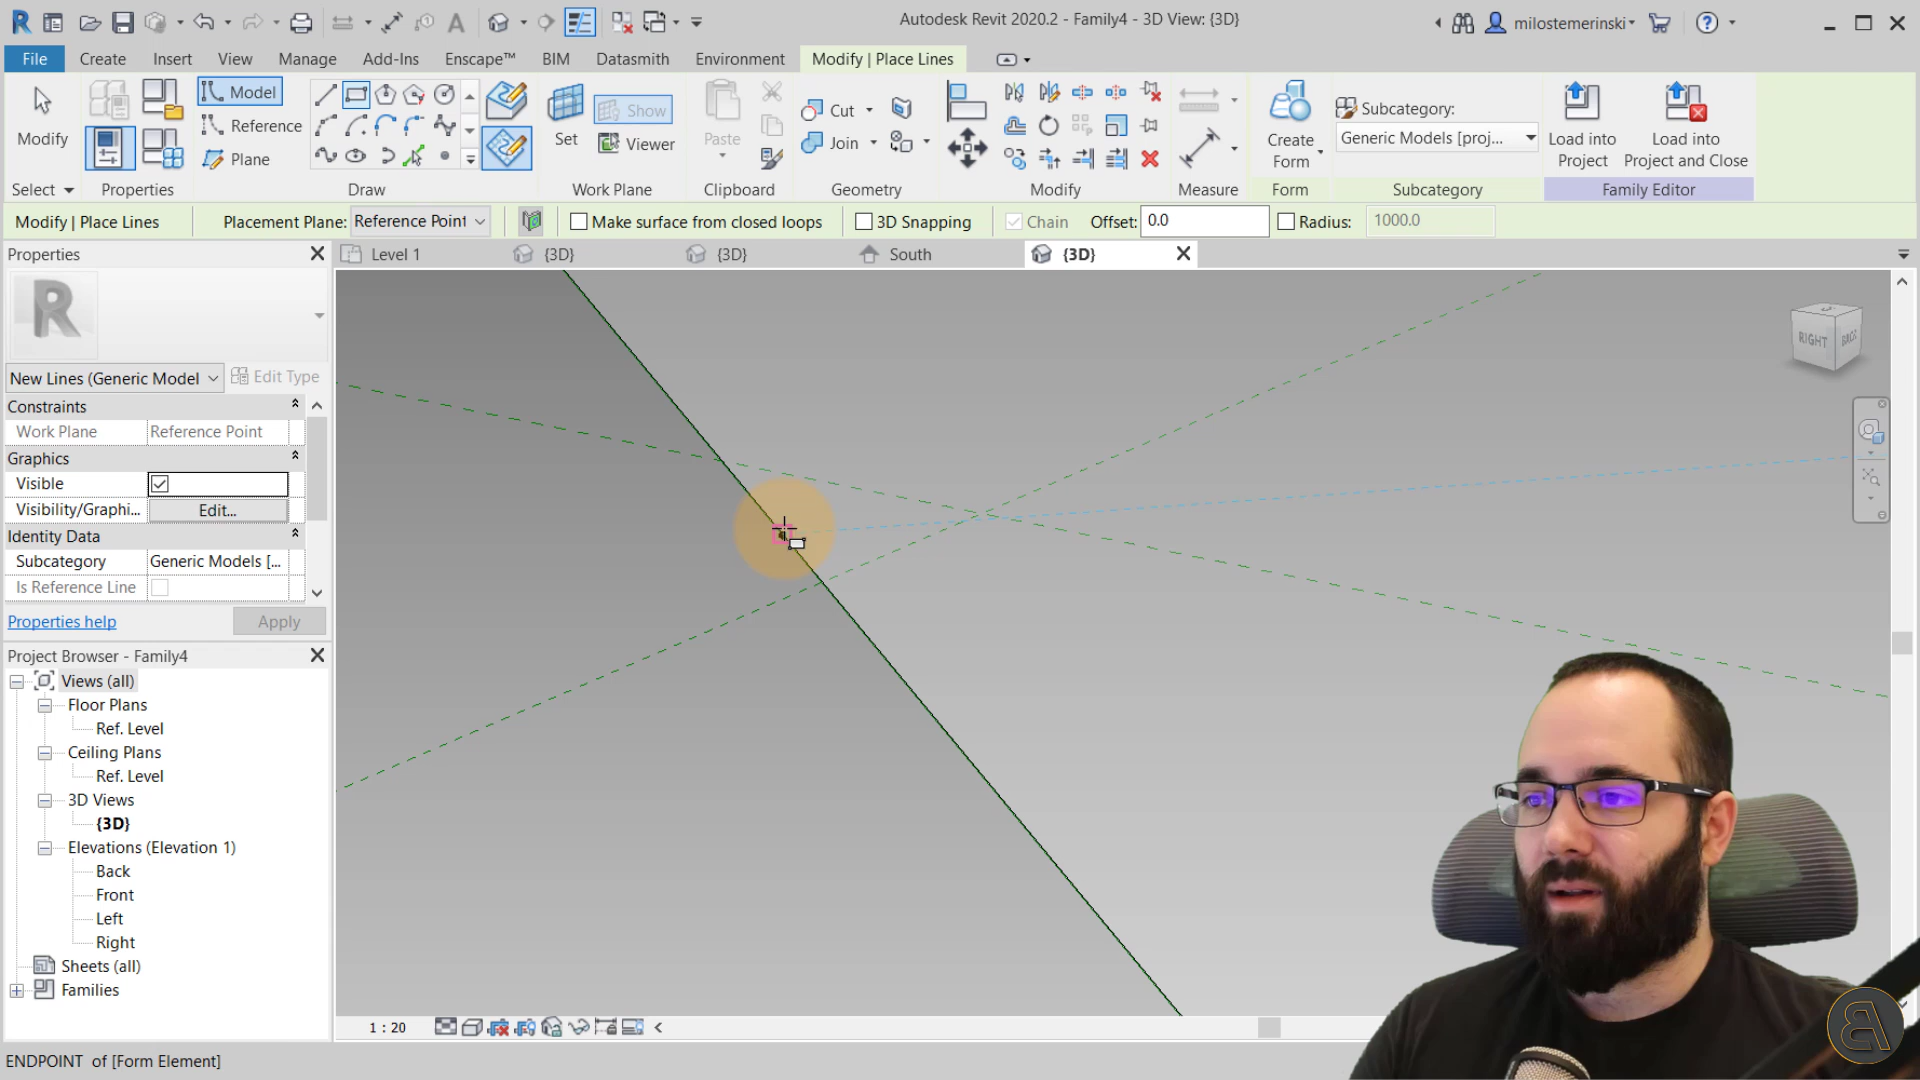 Autodesk Revit 2020.2 - Family4 - 3D View: {3D}
milostemerinski
File Create Insert View Manage Add-Ins Enscape™ BIM Datasmith Environment Modify | Place Lines
Modify
Model
Reference
Plane
Set
Show
Viewer
Paste
Cut
Join
Create
Form
Subcategory:
Generic Models [proj...
Load into
Project
Load into
Project and Close
Select Properties Draw Work Plane Clipboard Geometry Modify Measure Form Subcategory Family Editor
Modify | Place Lines Placement Plane: Reference Point Make surface from closed loops 3D Snapping Chain Offset: 0.0 Radius: 1000.0
Properties
Level 1 {3D} {3D} South {3D}
R
New Lines (Generic Model Edit Type
Constraints
Work Plane Reference Point
Graphics
Visible
Visibility/Graphi... Edit...
Identity Data
Subcategory Generic Models [...
Is Reference Line
Properties help Apply
Project Browser - Family4
Views (all)
Floor Plans
Ref. Level
Ceiling Plans
Ref. Level
3D Views
{3D}
Elevations (Elevation 1)
Back
Front
Left
Right
Sheets (all)
Families
RIGHT BACK
1 : 20
ENDPOINT of [Form Element]